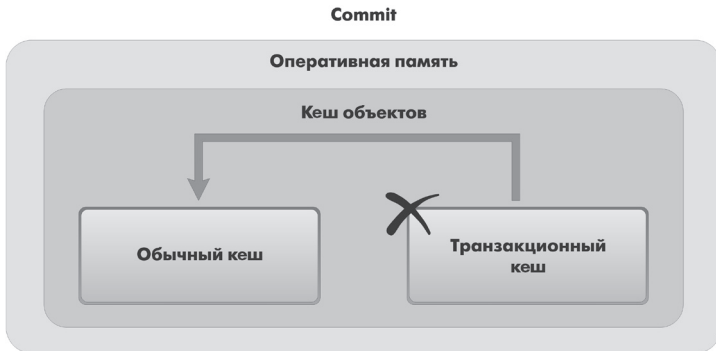 Commit
Оперативная память
Кеш объектов
Обычный кеш
Транзакционный
кеш